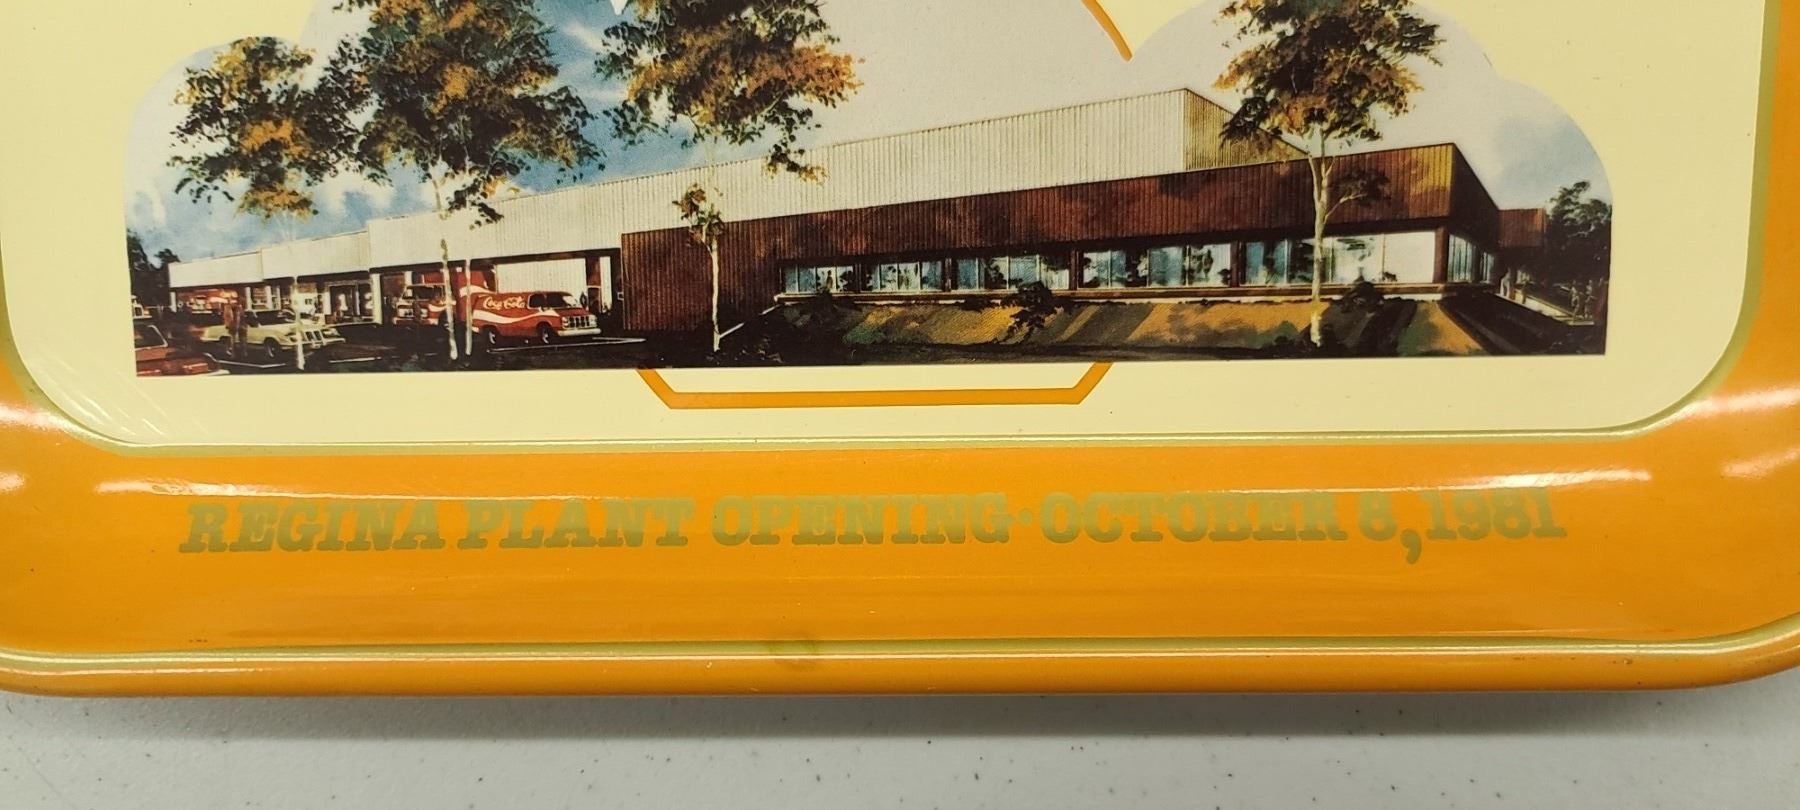 Coca-Cola
REGINA PLANT OPENING•OCTOBER 8, 1981